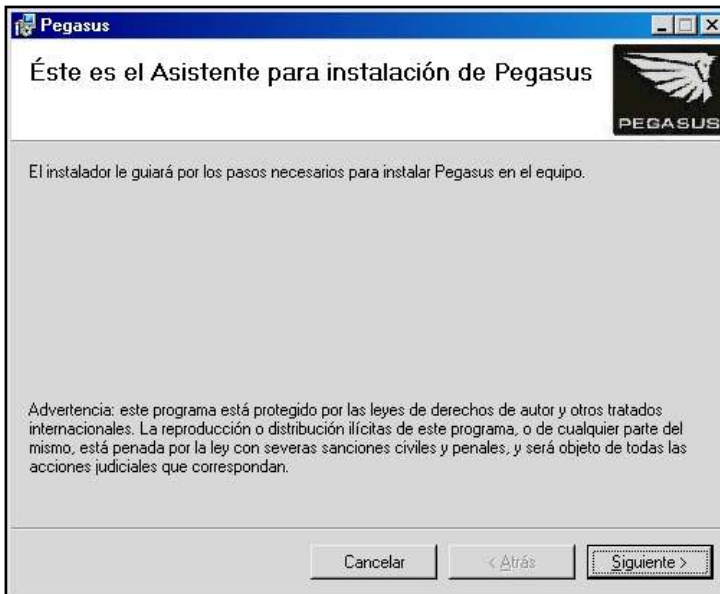 Pegasus
Éste es el Asistente para instalación de Pegasus
PEGASUS
El instalador le guiará por los pasos necesarios para instalar Pegasus en el equipo.
Advertencia: este programa está protegido por las leyes de derechos de autor y otros tratados
internacionales. La reproducción o distribución ilícitas de este programa, o de cualquier parte del
mismo, está penada por la ley con severas sanciones civiles y penales, y será objeto de todas las
acciones judiciales que correspondan.
Cancelar
< Atrás
Siguiente >